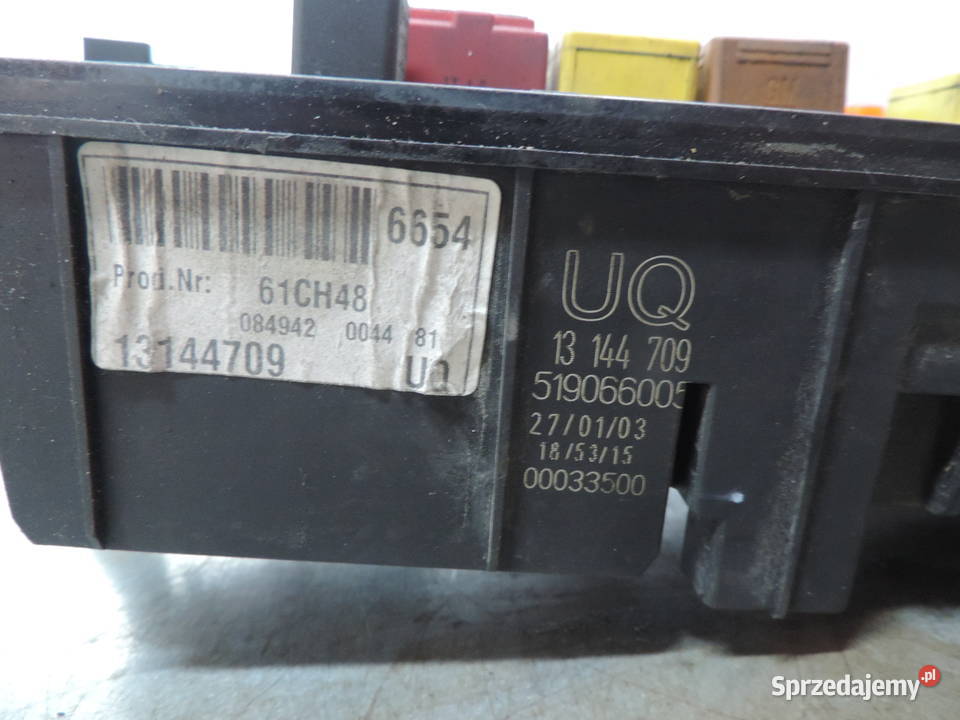 6654
Prod.Nr: 61CH48
084942 0044 81
13144709 UQ
UQ
13 144 709
519066005
27/01/03
18/53/15
00033500
Sprzedajemy.pl